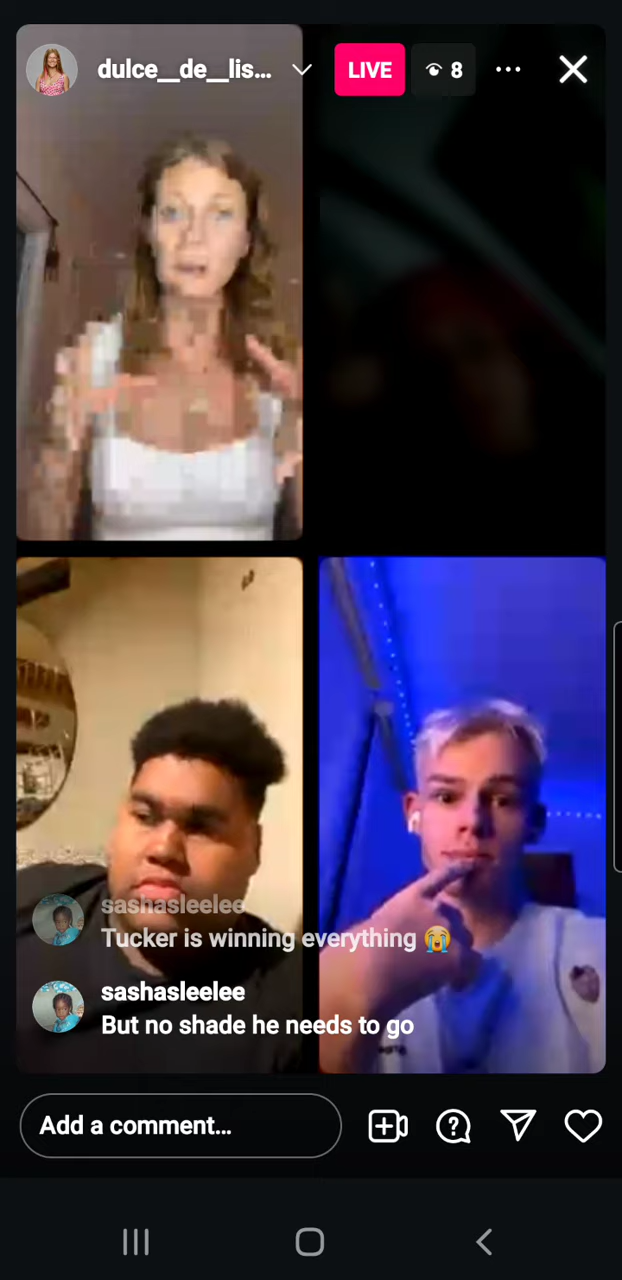 dulce__de__lis...
LIVE
8
sashasleelee
Tucker is winning everything 😭
sashasleelee
But no shade he needs to go
Add a comment...